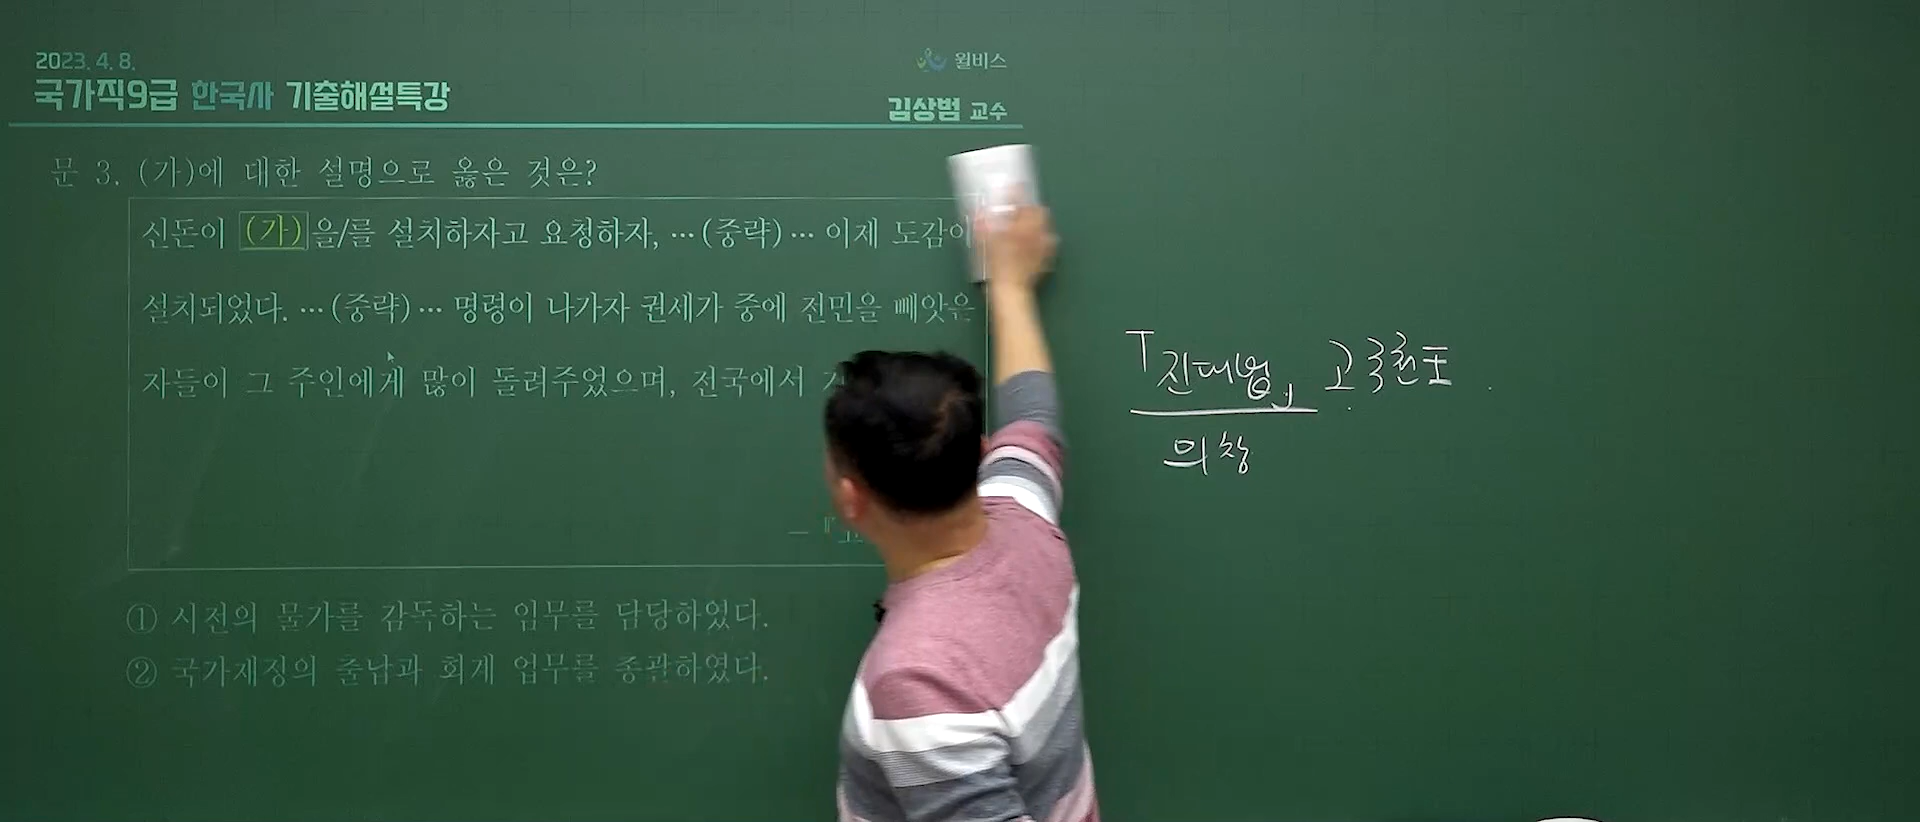 2023. 4. 8.
윌비스
국가직9급 한국사 기출해설특강
김상범 교수
문 3. (가)에 대한 설명으로 옳은 것은?
신돈이 (가) 을/를 설치하자고 요청하자, …(중략)… 이제 도감이
설치되었다. …(중략)… 명령이 나가자 권세가 중에 전민을 빼앗은
자들이 그 주인에게 많이 돌려주었으며, 전국에서
– 『고
① 시전의 물가를 감독하는 임무를 담당하였다.
② 국가재정의 출납과 회계 업무를 총괄하였다.
「진대법」 고국천王
의창